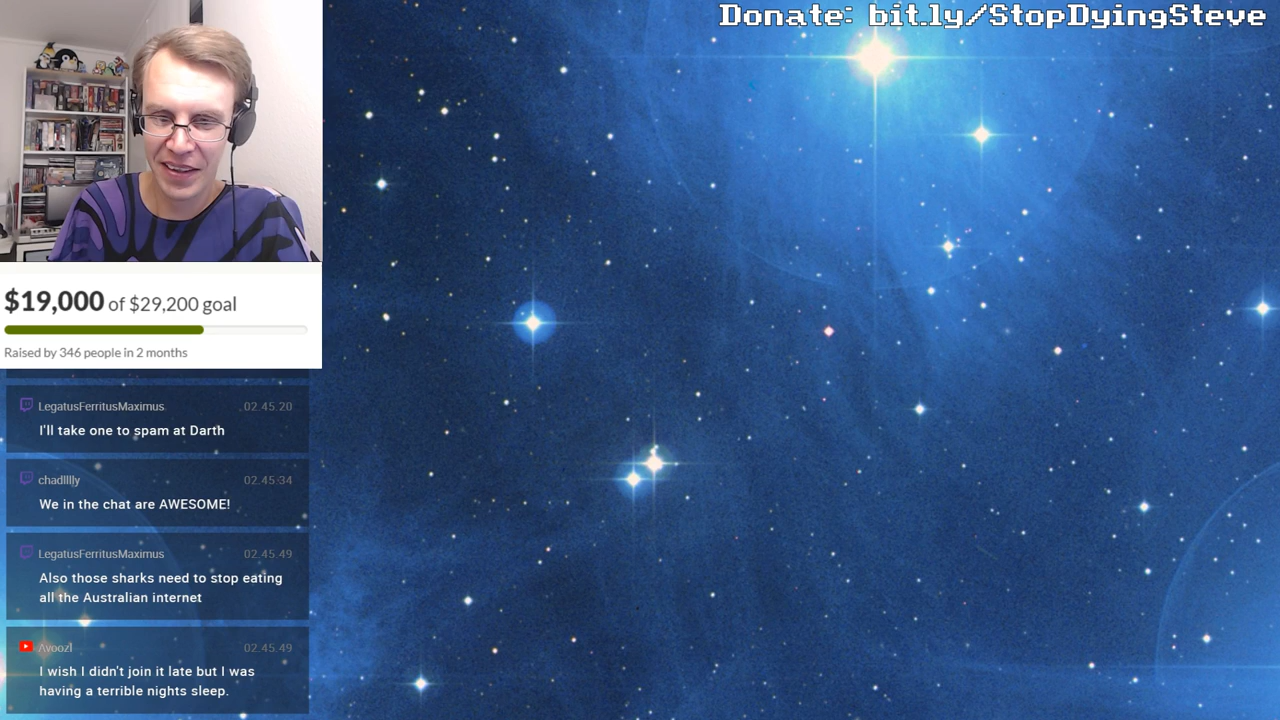 Donate: bit.ly/StopDyingSteve
$19,000 of $29,200 goal
Raised by 346 people in 2 months
LegatusFerritusMaximus 02.45.20
I'll take one to spam at Darth
02.45.34
We in the chat are AWESOME!
LegatusFerritusMaximus 02.45.49
Also those sharks need to stop eating
all the Australian internet
02.45.49
I wish I didn't join it late but I was
having a terrible nights sleep.